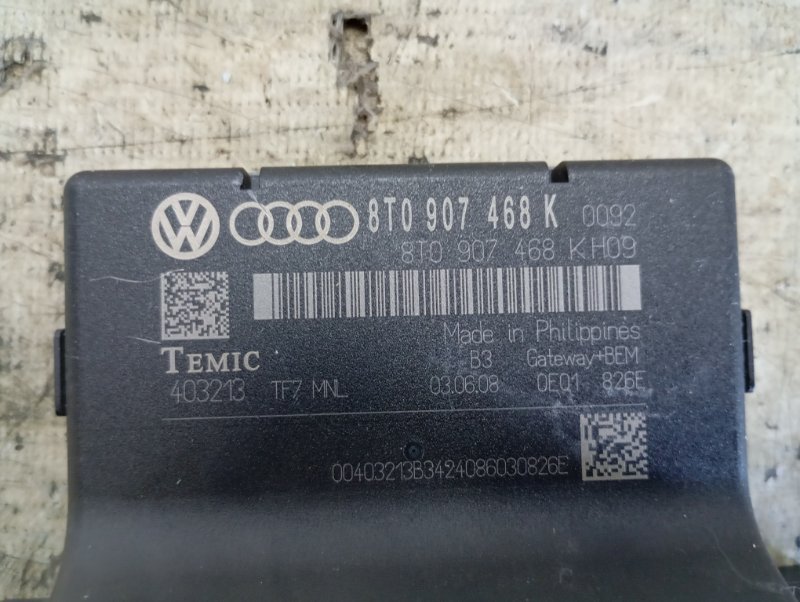 8T0 907 468 K 0092
8T0 907 468 K H09
Made in Philippines
TEMIC B3 Gateway+BEM
403213 TF7 MNL 03.06.08 0E01 826E
00403213B3424086030826E